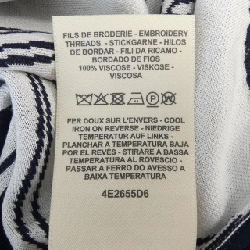 FILS DE BRODERIE - EMBROIDERY
THREADS - STICKGARNE - HILOS
DE BORDAR - FILI DA RICAMO -
BORDADO DE FIOS
100% VISCOSE - VISKOSE -
VISCOSA
P
FER DOUX SUR L'ENVERS - COOL
IRON ON REVERSE - NIEDRIGE
TEMPERATUR AUF LINKS -
PLANCHAR A TEMPERATURA BAJA
POR EL REVÉS - STIRARE A BASSA
TEMPERATURA AL ROVESCIO -
PASSAR A FERRO DO AVESSO A
BAIXA TEMPERATURA
4E2655D6